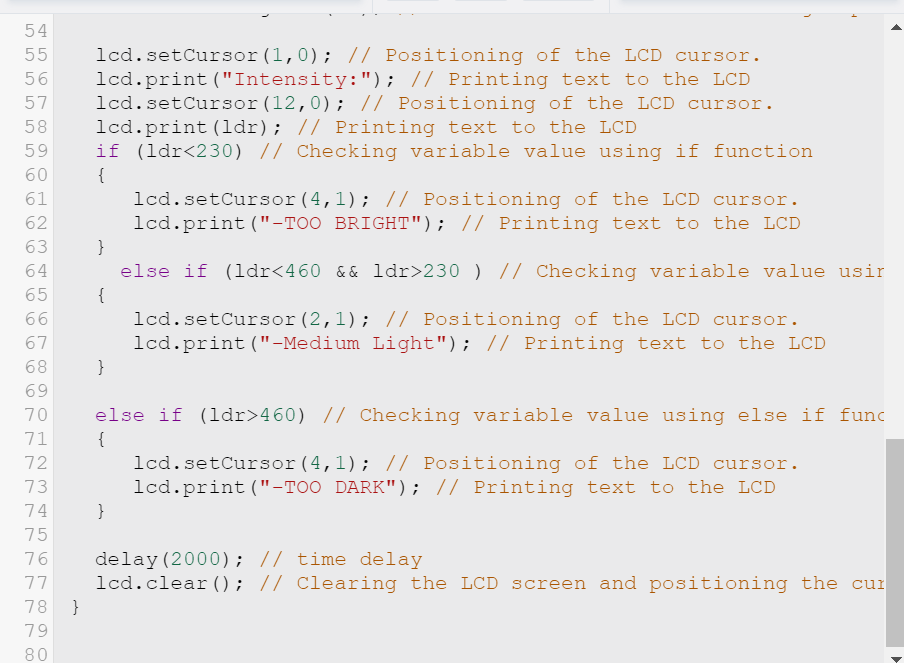 54
55 lcd.setCursor(1,0); // Positioning of the LCD cursor.
56 lcd.print("Intensity:"); // Printing text to the LCD
57 lcd.setCursor(12,0); // Positioning of the LCD cursor.
58 lcd.print(ldr); // Printing text to the LCD
59 if (ldr<230) // Checking variable value using if function
60 {
61 lcd.setCursor(4,1); // Positioning of the LCD cursor.
62 lcd.print("-TOO BRIGHT"); // Printing text to the LCD
63 }
64 else if (ldr<460 && ldr>230 ) // Checking variable value usin
65 {
66 lcd.setCursor(2,1); // Positioning of the LCD cursor.
67 lcd.print("-Medium Light"); // Printing text to the LCD
68 }
69
70 else if (ldr>460) // Checking variable value using else if func
71 {
72 lcd.setCursor(4,1); // Positioning of the LCD cursor.
73 lcd.print("-TOO DARK"); // Printing text to the LCD
74 }
75
76 delay(2000); // time delay
77 lcd.clear(); // Clearing the LCD screen and positioning the cur
78 }
79
80